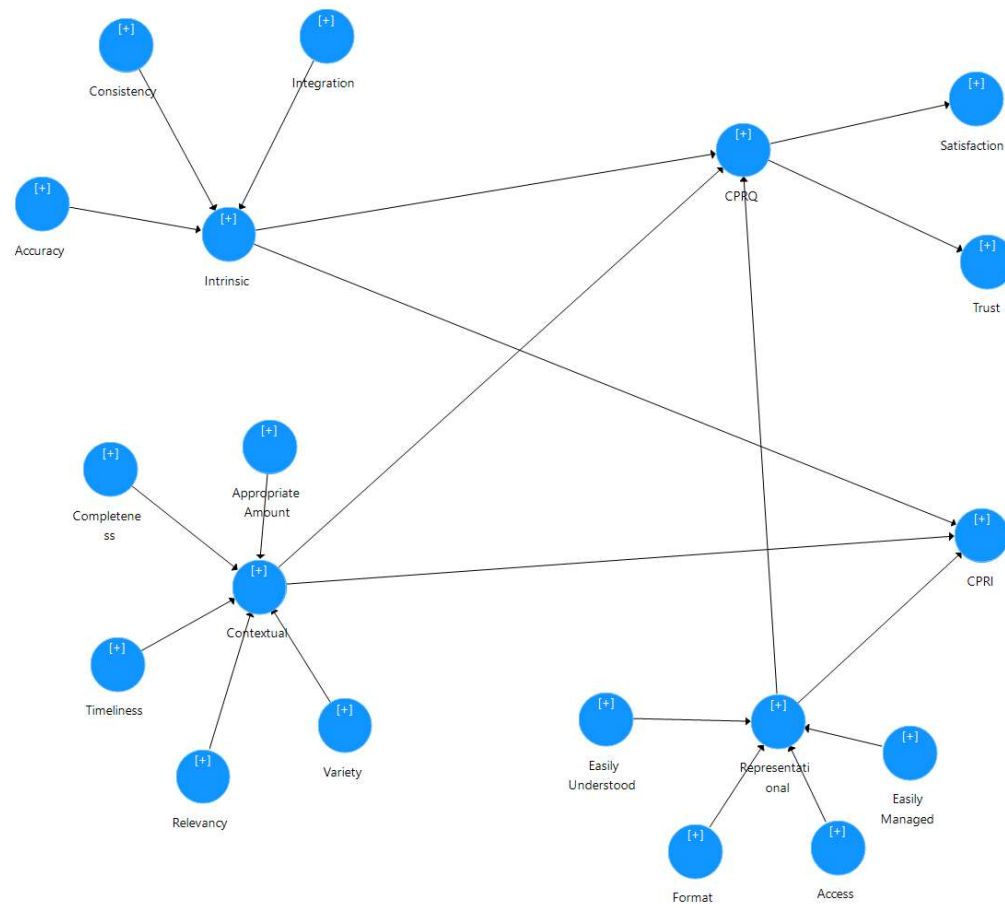 [+]
Consistency
[+]
Integration
[+]
Satisfaction
[+]
CPRQ
[+]
Accuracy
[+]
Intrinsic
[+]
Trust
[+]
Completene
ss
[+]
Appropriate
Amount
[+]
CPRI
[+]
Contextual
[+]
Timeliness
[+]
Relevancy
[+]
Variety
[+]
Easily
Understood
[+]
Representati
onal
[+]
Easily
Managed
[+]
Format
[+]
Access